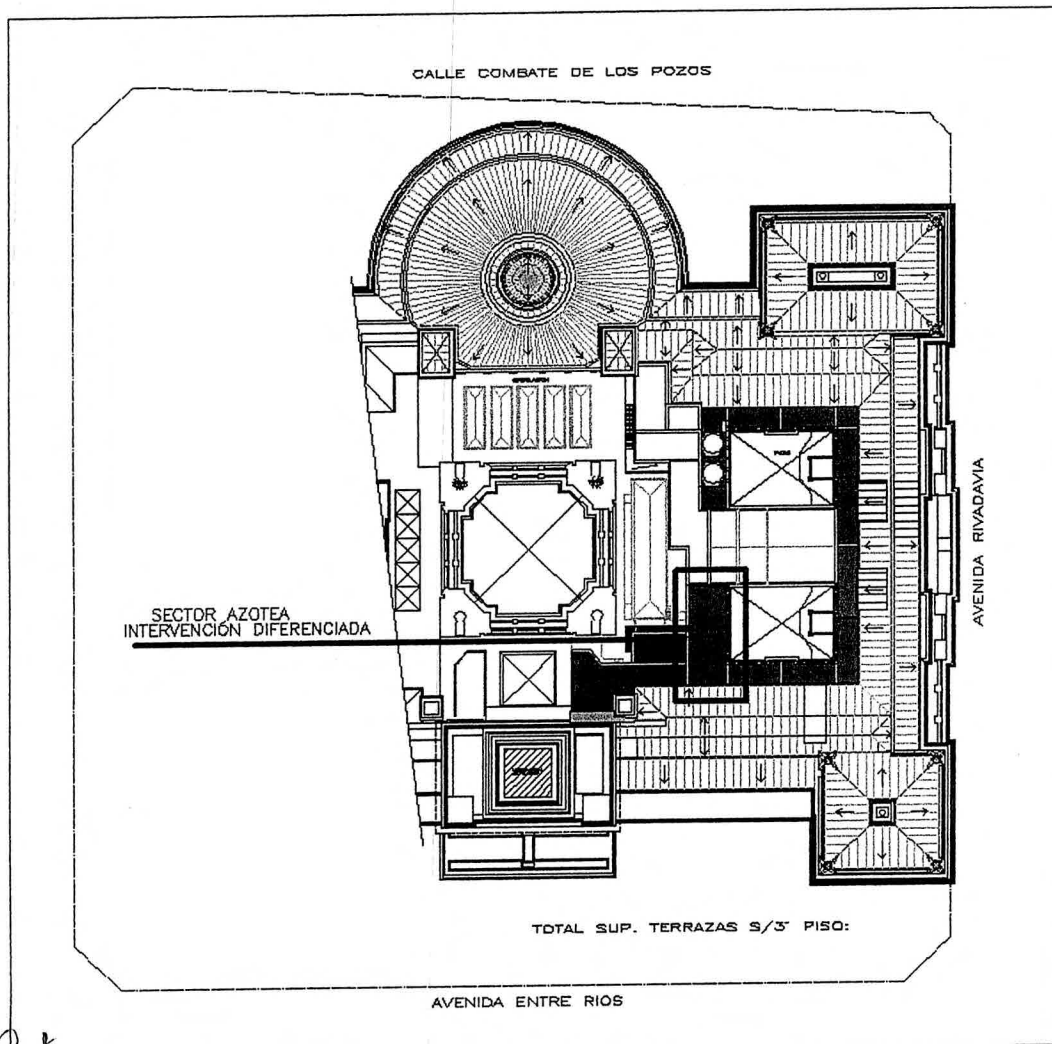 CALLE COMBATE DE LOS POZOS
AVENIDA RIVADAVIA
SECTOR AZOTEA
INTERVENCIÓN DIFERENCIADA
TOTAL SUP. TERRAZAS S/3 PISO:
AVENIDA ENTRE RIOS